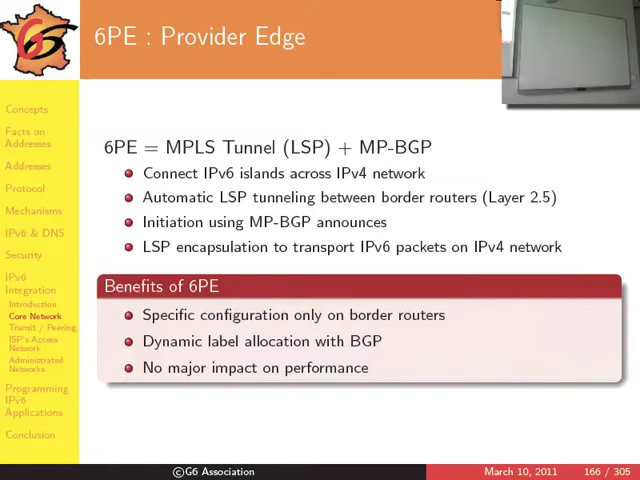 6PE : Provider Edge
G6
Concepts
Facts on
Addresses
Addresses
Protocol
Mechanisms
IPv6 & DNS
Security
IPv6
Integration
Introduction
Core Network
Transit / Peering
ISP's Access
Network
Administrated
Networks
Programming
IPv6
Applications
Conclusion
6PE = MPLS Tunnel (LSP) + MP-BGP
Connect IPv6 islands across IPv4 network
Automatic LSP tunneling between border routers (Layer 2.5)
Initiation using MP-BGP announces
LSP encapsulation to transport IPv6 packets on IPv4 network
Benefits of 6PE
Specific configuration only on border routers
Dynamic label allocation with BGP
No major impact on performance
©G6 Association
March 10, 2011
166 / 305